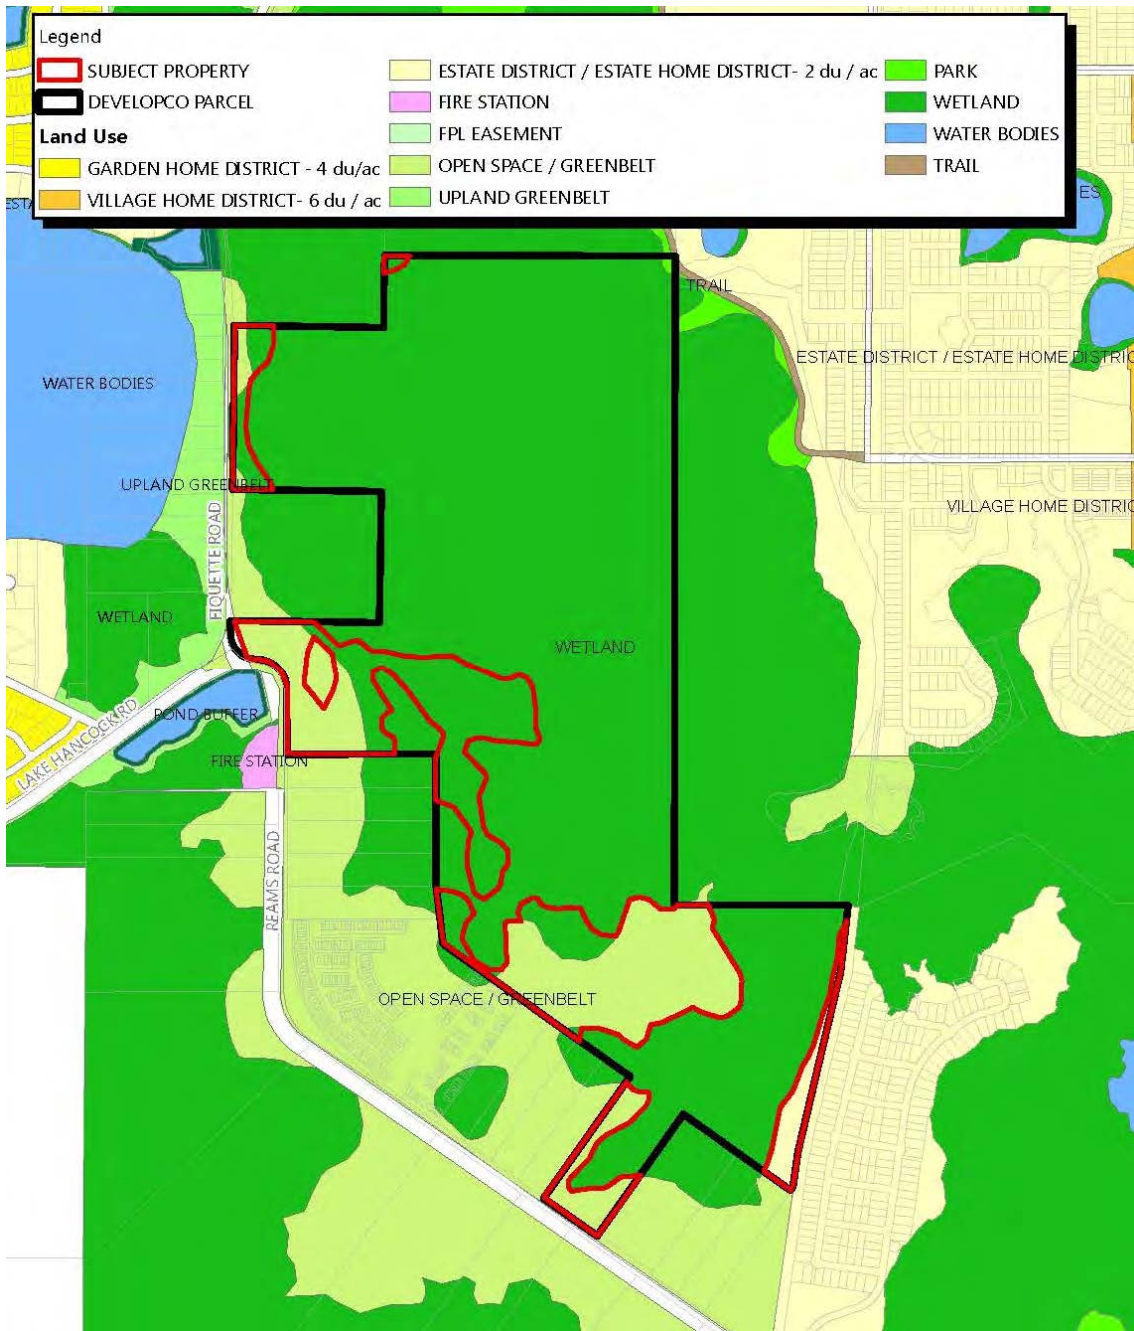 Legend
SUBJECT PROPERTY
DEVELOPCO PARCEL
Land Use
GARDEN HOME DISTRICT - 4 du/ac
VILLAGE HOME DISTRICT- 6 du / ac
ESTATE DISTRICT / ESTATE HOME DISTRICT- 2 du / ac
FIRE STATION
FPL EASEMENT
OPEN SPACE / GREENBELT
UPLAND GREENBELT
PARK
WETLAND
WATER BODIES
TRAIL
ESTA
ES
TRAIL
ESTATE DISTRICT / ESTATE HOME DISTRIC
WATER BODIES
UPLAND GREENBELT
VILLAGE HOME DISTRIC
FIQUETTE ROAD
WETLAND
WETLAND
POND BUFFER
LAKE HANCOCK RD
FIRE STATION
REAMS ROAD
OPEN SPACE / GREENBELT